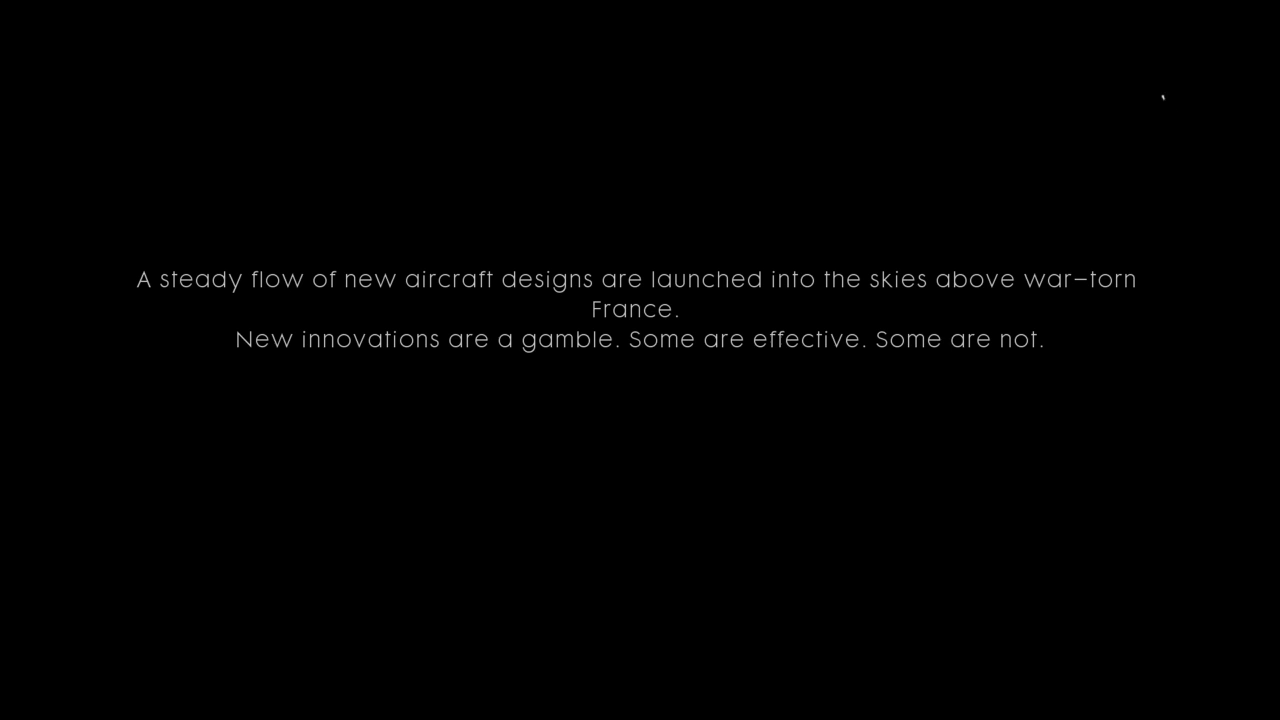 A steady flow of new aircraft designs are launched into the skies above war-torn
France.
New innovations are a gamble. Some are effective. Some are not.